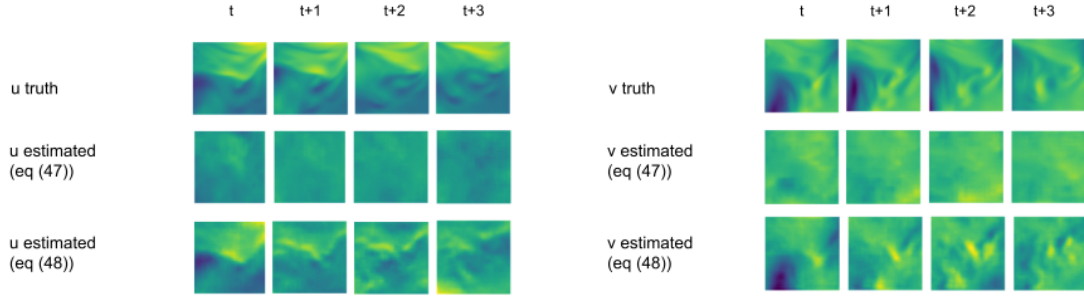 t t+1 t+2 t+3
u truth
u estimated
(eq (47))
u estimated
(eq (48))
t t+1 t+2 t+3
v truth
v estimated
(eq (47))
v estimated
(eq (48))